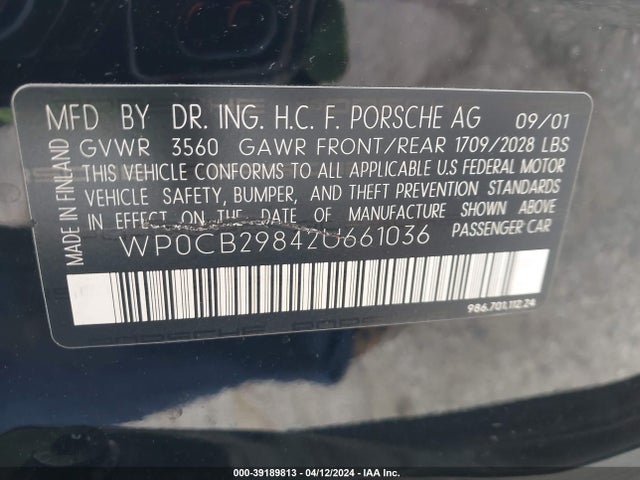 MFD BY DR. ING. H.C. F. PORSCHE AG 09/01
GVWR 3560 GAWR FRONT/REAR 1709/2028 LBS
THIS VEHICLE CONFORMS TO ALL APPLICABLE U.S FEDERAL MOTOR
VEHICLE SAFETY, BUMPER, AND THEFT PREVENTION STANDARDS
IN EFFECT ON THE DATE OF MANUFACTURE SHOWN ABOVE.
WP0CB29842U661036 PASSENGER CAR
MADE IN FINLAND
986.701.112.24
000-39189813 - 04/12/2024 - IAA Inc.